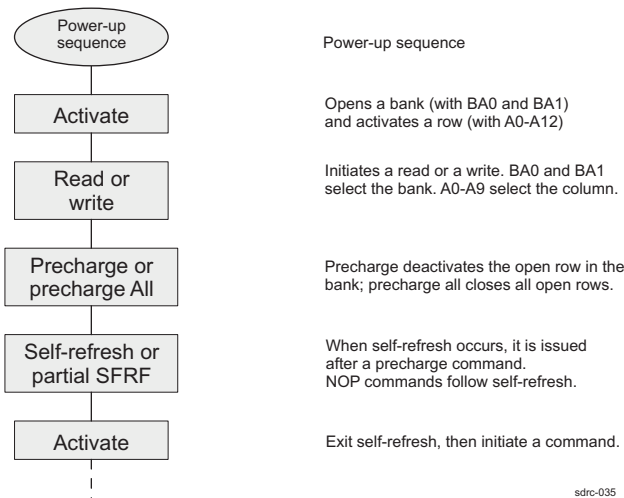 Power-up
sequence
Power-up sequence
Activate
Opens a bank (with BA0 and BA1)
and activates a row (with A0-A12)
Read or
write
Initiates a read or a write. BA0 and BA1
select the bank. A0-A9 select the column.
Precharge or
precharge All
Precharge deactivates the open row in the
bank; precharge all closes all open rows.
Self-refresh or
partial SFRF
When self-refresh occurs, it is issued
after a precharge command.
NOP commands follow self-refresh.
Activate
Exit self-refresh, then initiate a command.
sdrc-035